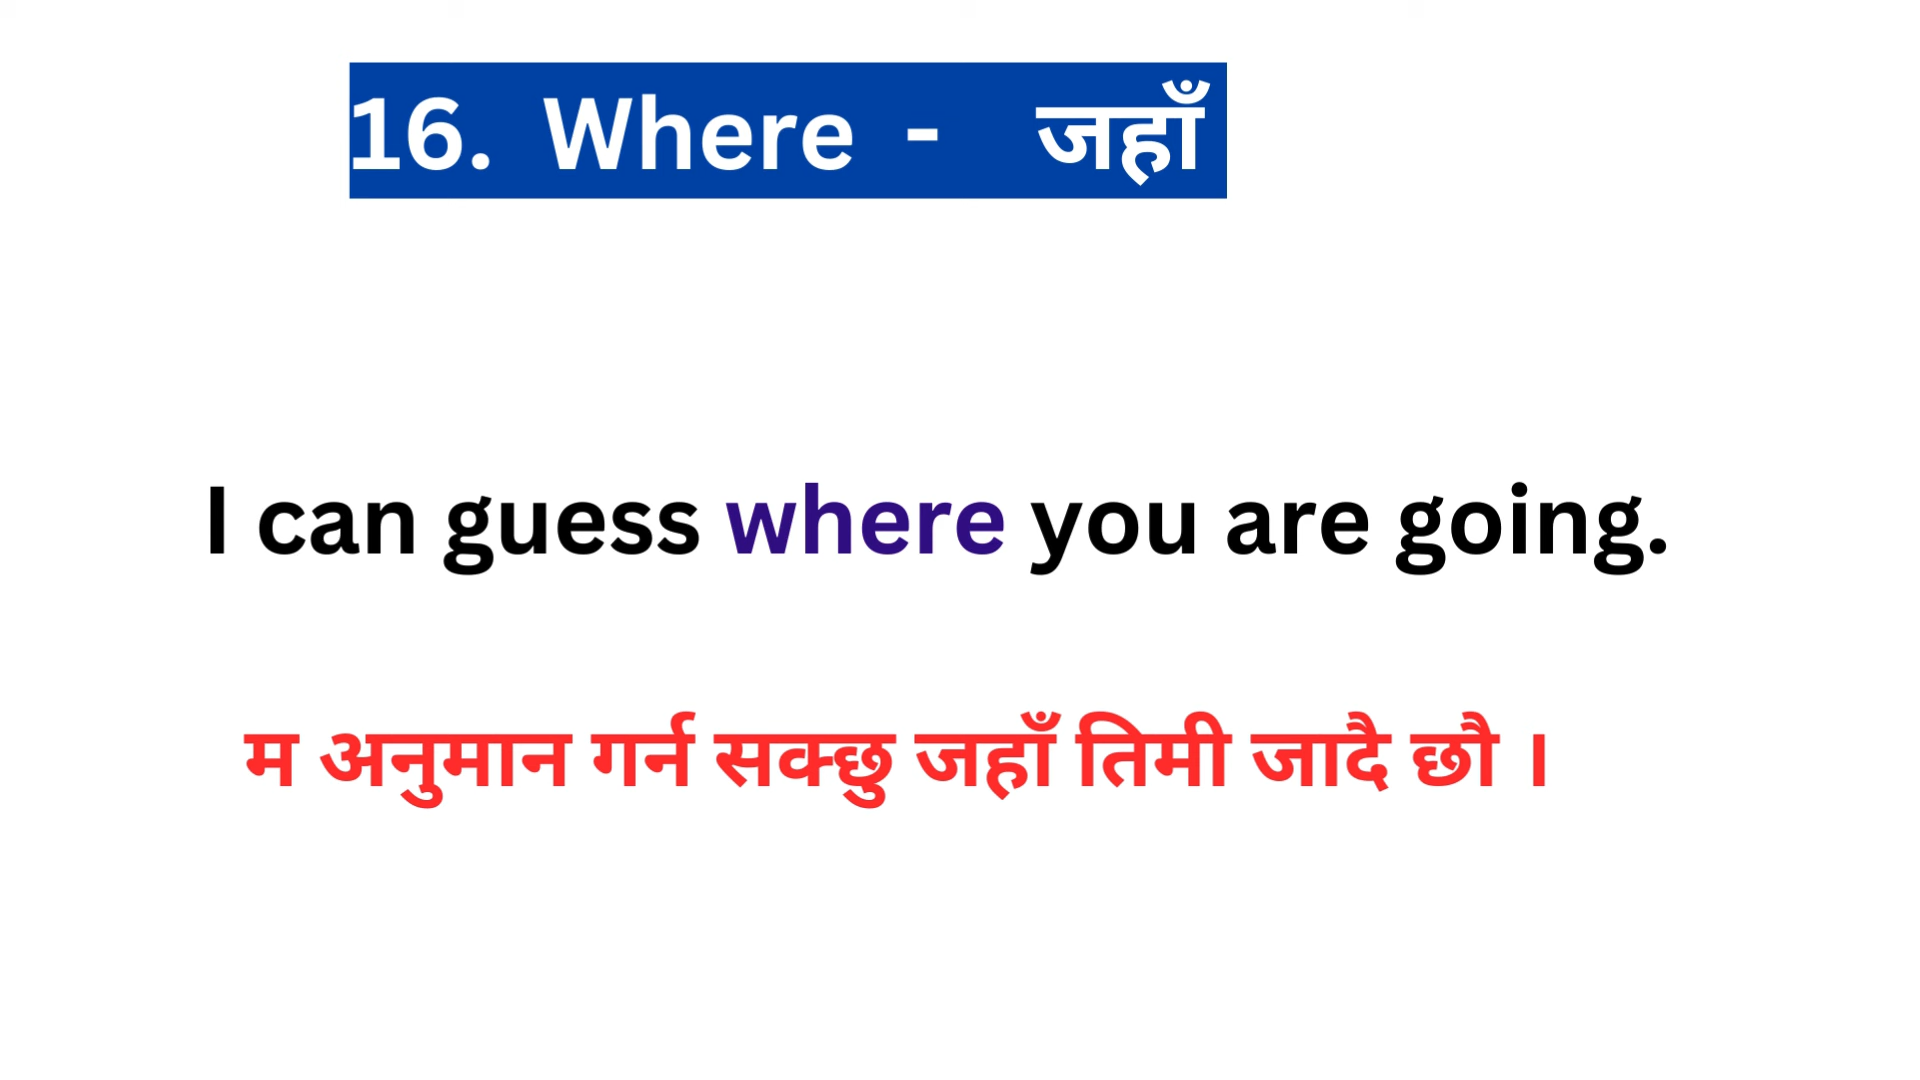 16. Where - जहाँ
I can guess where you are going.
म अनुमान गर्न सक्छु जहाँ तिमी जादै छौ ।